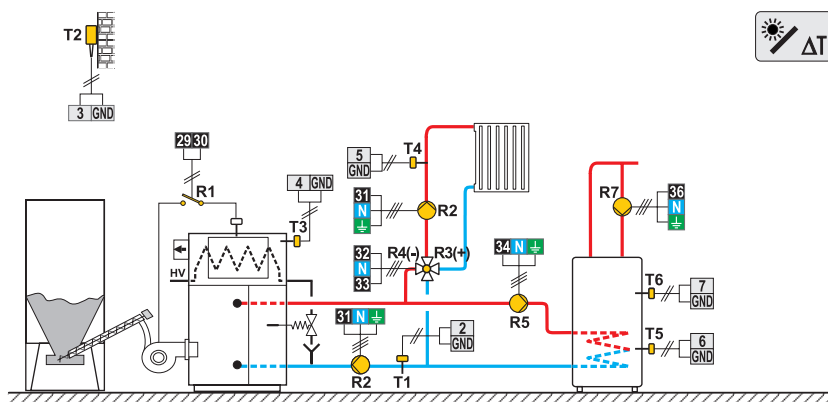 T2
ΔT
3 GND
29 30
R1
4 GND
T3
HV
5
GND
T4
31
N
R2
32
N
33
R4(-) R3(+)
34 N
R5
R7
36
N
T6
7
GND
T5
6
GND
31 N
R2
2
GND
T1